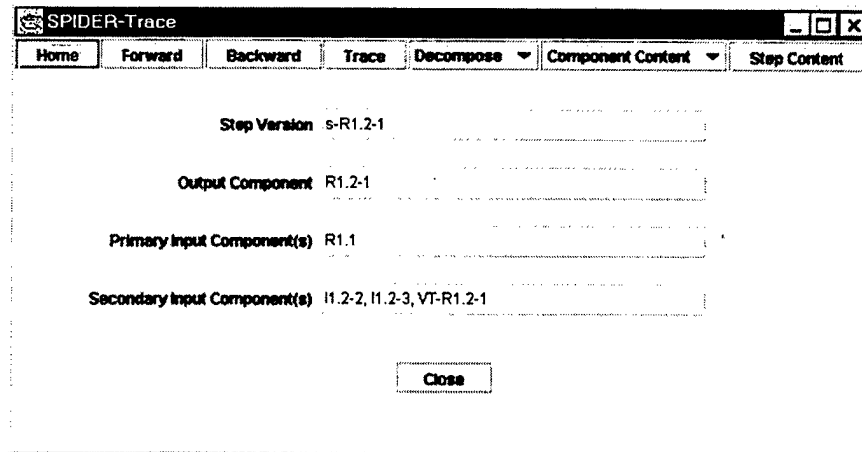 SPIDER-Trace
Home Forward Backward Trace Decompose Component Content Step Content
Step Version s-R1.2-1
Output Component R1.2-1
Primary Input Component(s) R1.1
Secondary Input Component(s) I1.2-2, I1.2-3, VT-R1.2-1
Close